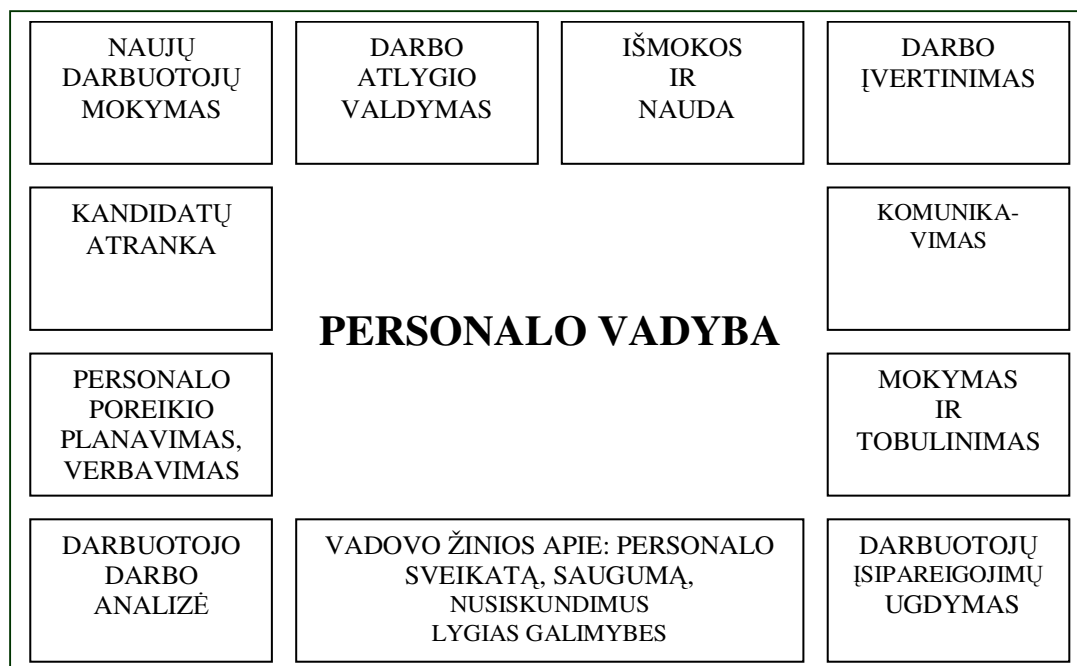 NAUJŲ
DARBUOTOJŲ
MOKYMAS
DARBO
ATLYGIO
VALDYMAS
IŠMOKOS
IR
NAUDA
DARBO
ĮVERTINIMAS
KANDIDATŲ
ATRANKA
KOMUNIKA-
VIMAS
PERSONALO VADYBA
PERSONALO
POREIKIO
PLANAVIMAS,
VERBAVIMAS
MOKYMAS
IR
TOBULINIMAS
DARBUOTOJO
DARBO
ANALIZĖ
VADOVO ŽINIOS APIE: PERSONALO
SVEIKATĄ, SAUGUMĄ,
NUSISKUNDIMUS
LYGIAS GALIMYBES
DARBUOTOJŲ
ĮSIPAREIGOJIMŲ
UGDYMAS